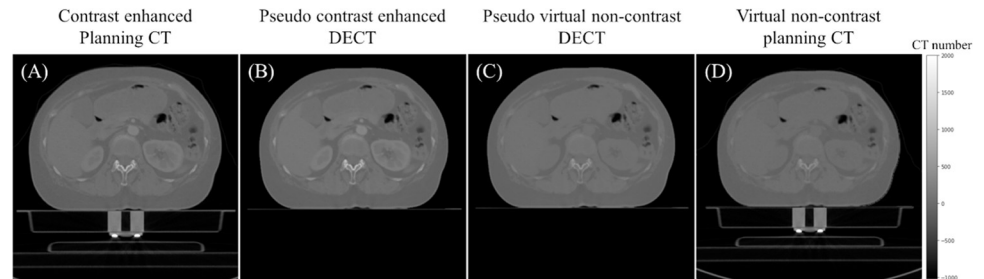 Contrast enhanced
Planning CT
Pseudo contrast enhanced
DECT
Pseudo virtual non-contrast
DECT
Virtual non-contrast
planning CT
CT number
(A)
(B)
(C)
(D)
2000
1500
1000
500
0
−500
−1000